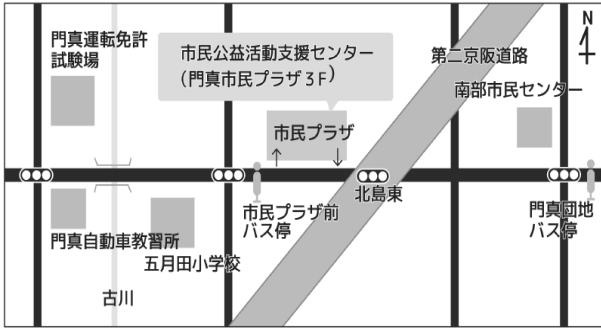 N
門真運転免許
試験場
市民公益活動支援センター
(門真市民プラザ3F)
第二京阪道路
南部市民センター
市民プラザ
北島東
市民プラザ前
バス停
門真団地
バス停
門真自動車教習所
五月田小学校
古川